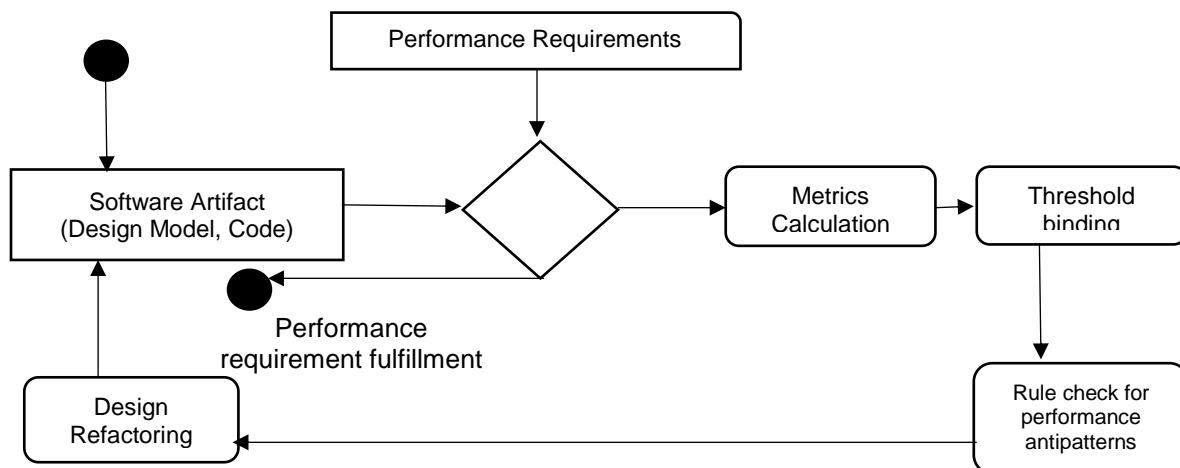 Performance Requirements
Software Artifact
(Design Model, Code)
Metrics
Calculation
Threshold
binding
Performance
requirement fulfillment
Design
Refactoring
Rule check for
performance
antipatterns